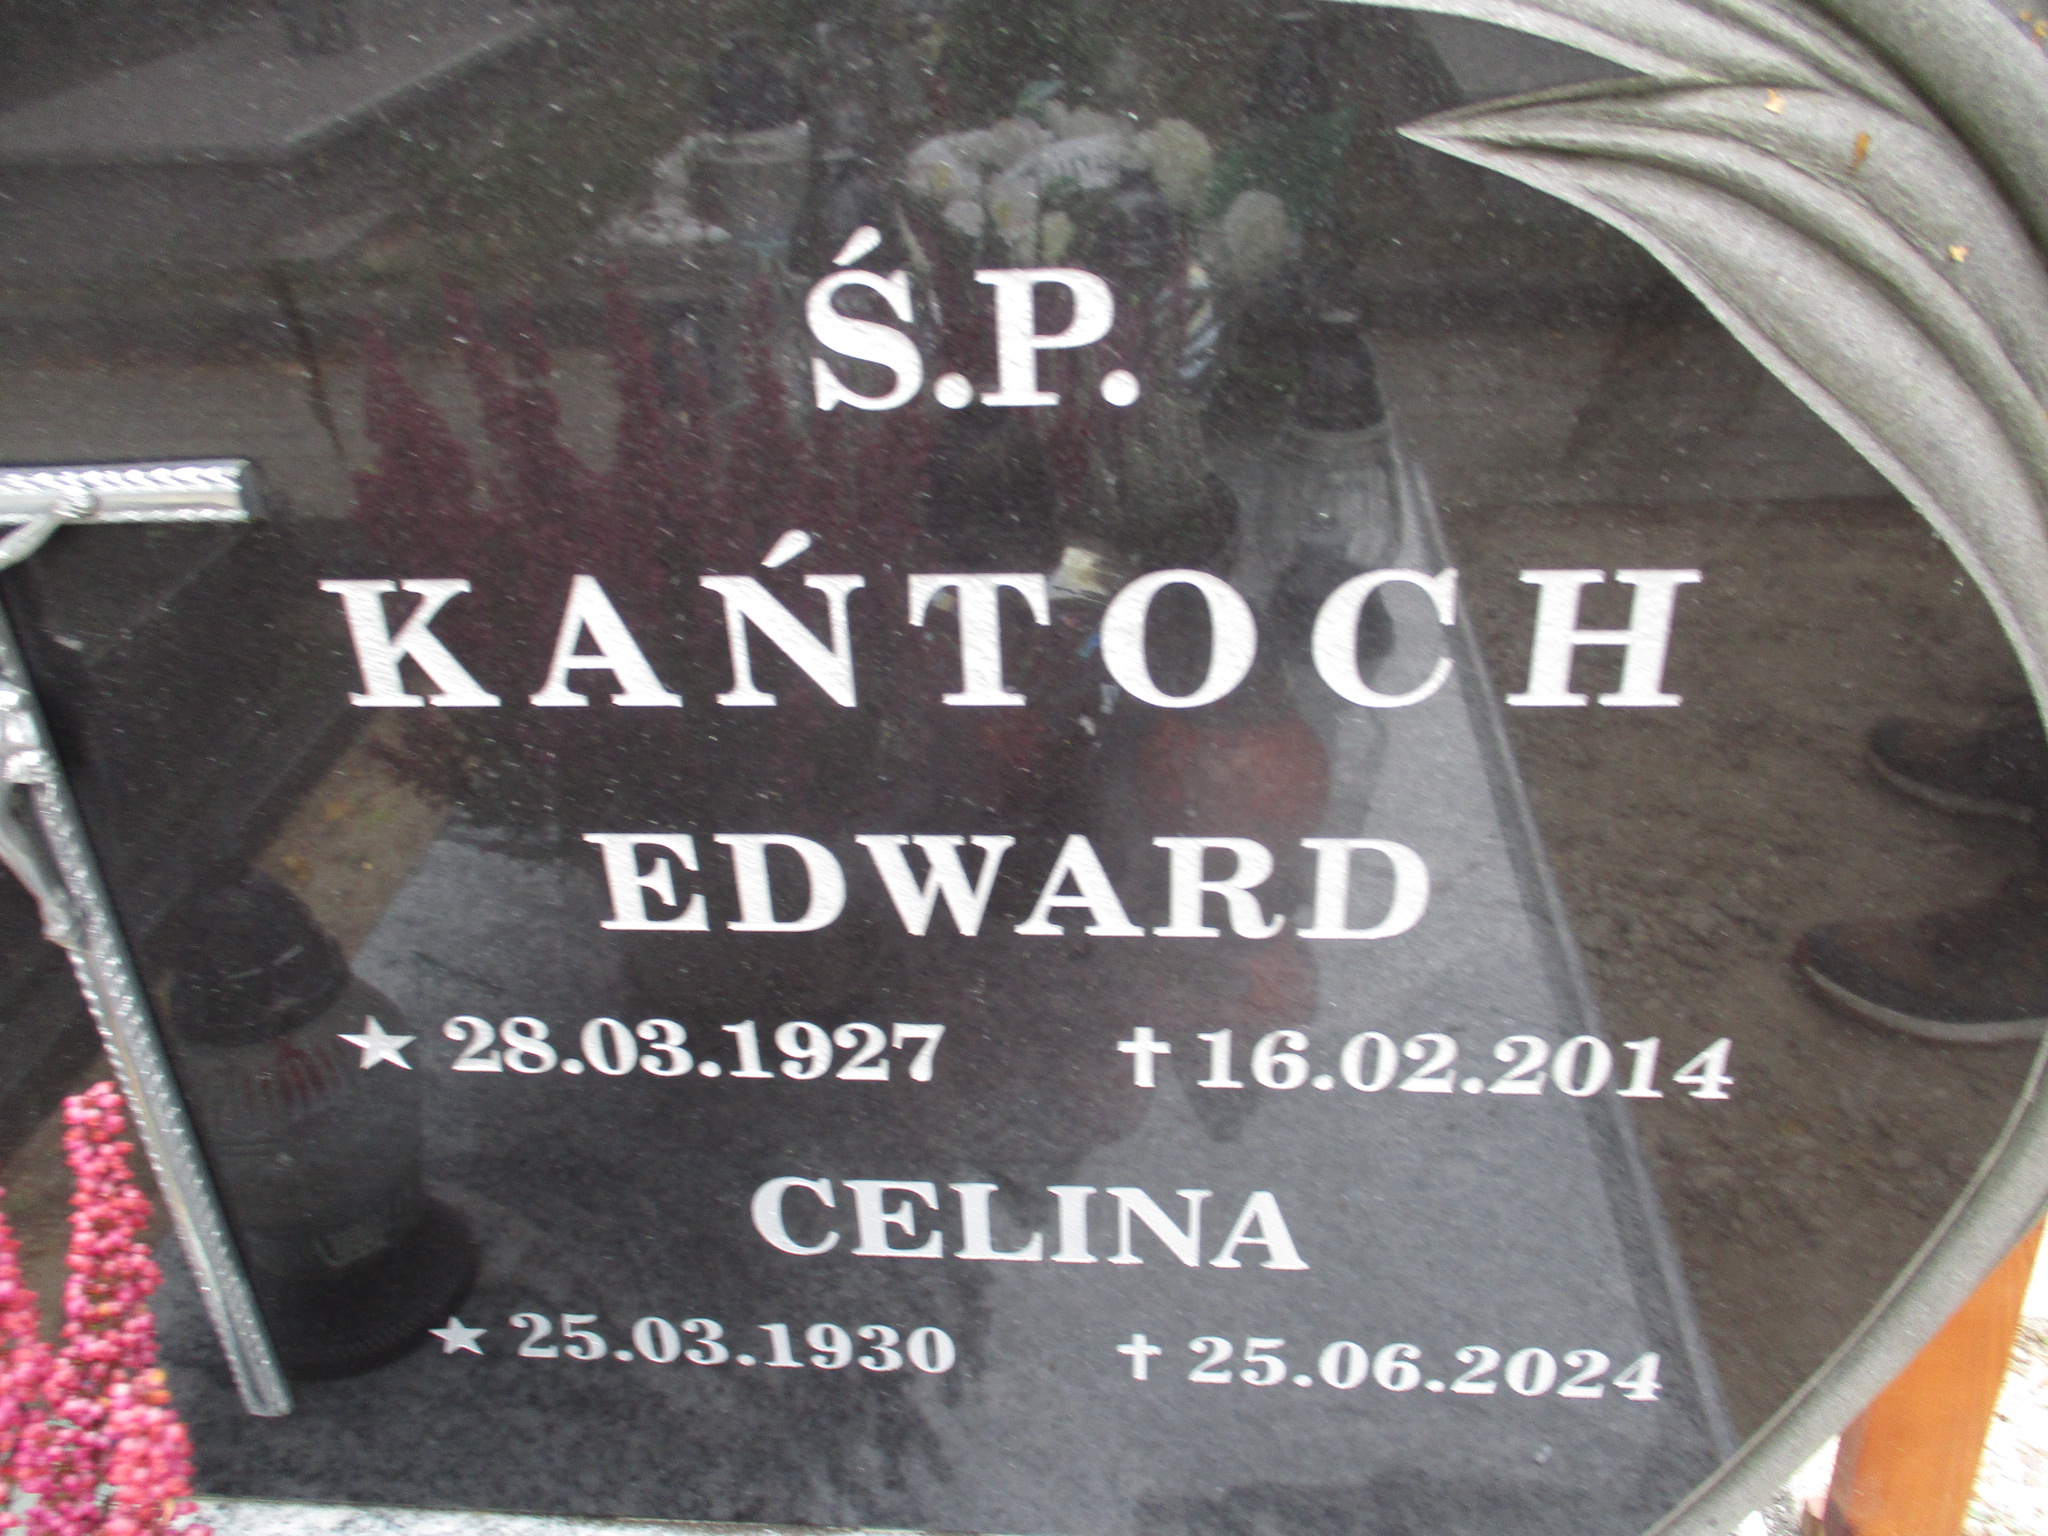 Ś.P.
KAŃTOCH
EDWARD
★ 28.03.1927 ✝ 16.02.2014
CELINA
★ 25.03.1930 ✝ 25.06.2024